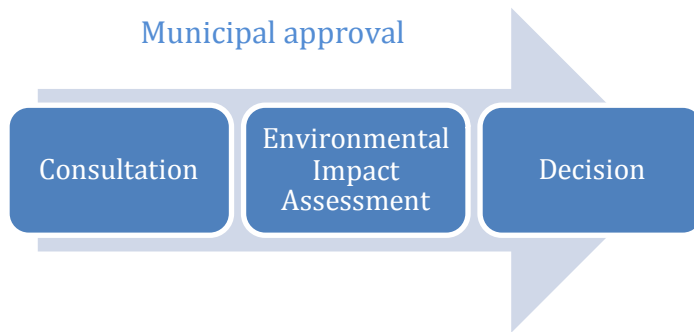 Municipal approval
Consultation
Environmental
Impact
Assessment
Decision